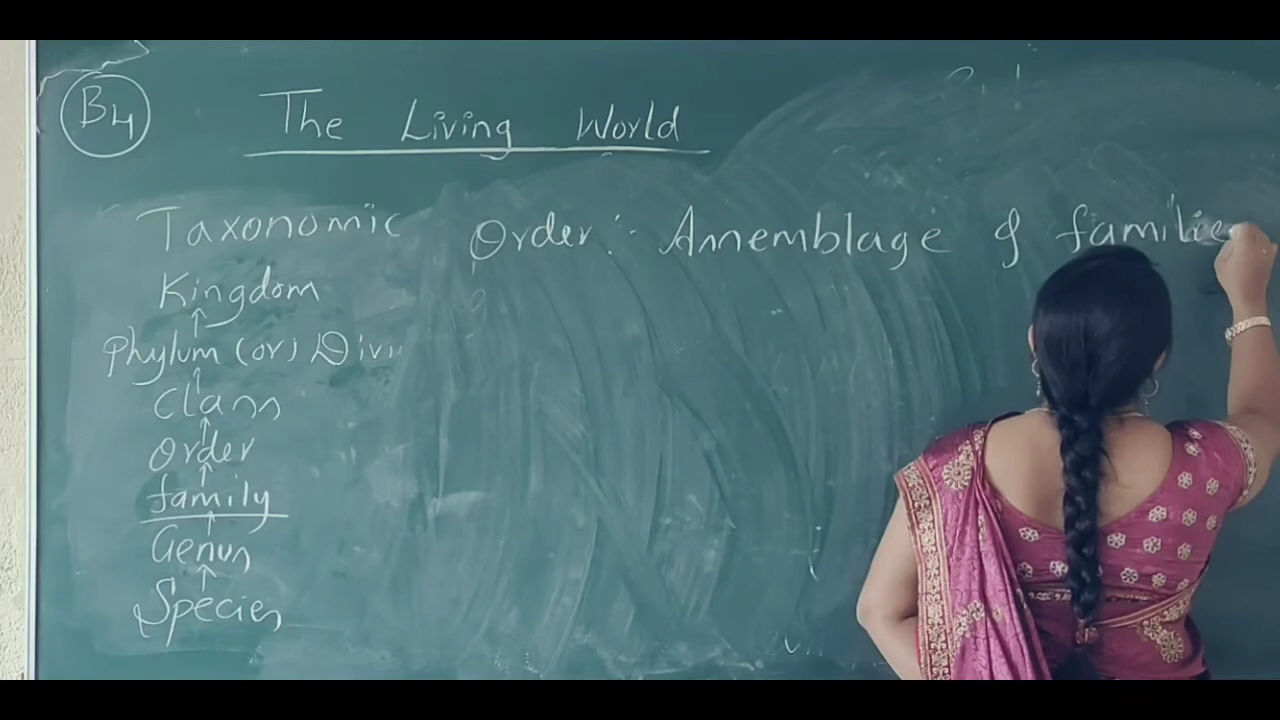 B4
The Living World
Taxonomic
Order :- Assemblage of families
Kingdom
Phylum (or) Divi
Class
Order
family
Genus
Species